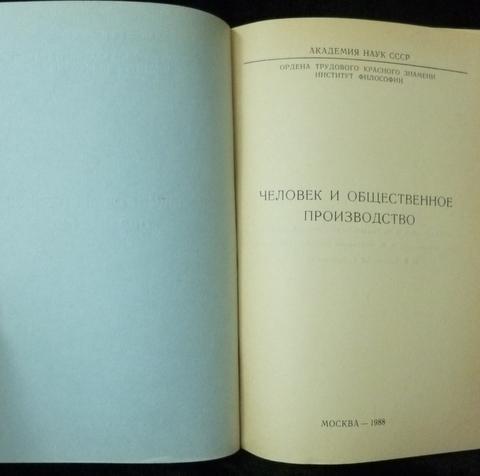 АКАДЕМИЯ НАУК СССР
ОРДЕНА ТРУДОВОГО КРАСНОГО ЗНАМЕНИ
ИНСТИТУТ ФИЛОСОФИИ
ЧЕЛОВЕК И ОБЩЕСТВЕННОЕ
ПРОИЗВОДСТВО
МОСКВА — 1988